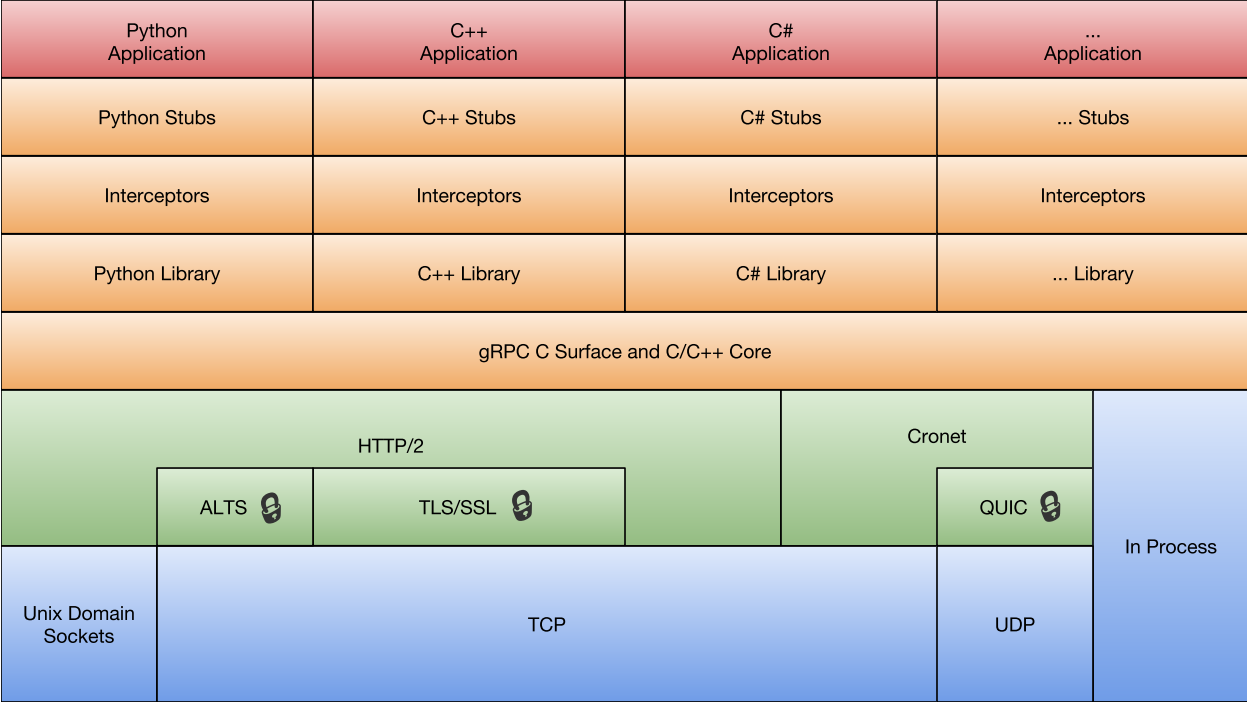 Python
Application
C++
Application
C#
Application
...
Application
Python Stubs
C++ Stubs
C# Stubs
... Stubs
Interceptors
Interceptors
Interceptors
Interceptors
Python Library
C++ Library
C# Library
... Library
gRPC C Surface and C/C++ Core
HTTP/2
Cronet
ALTS
TLS/SSL
QUIC
In Process
Unix Domain
Sockets
TCP
UDP